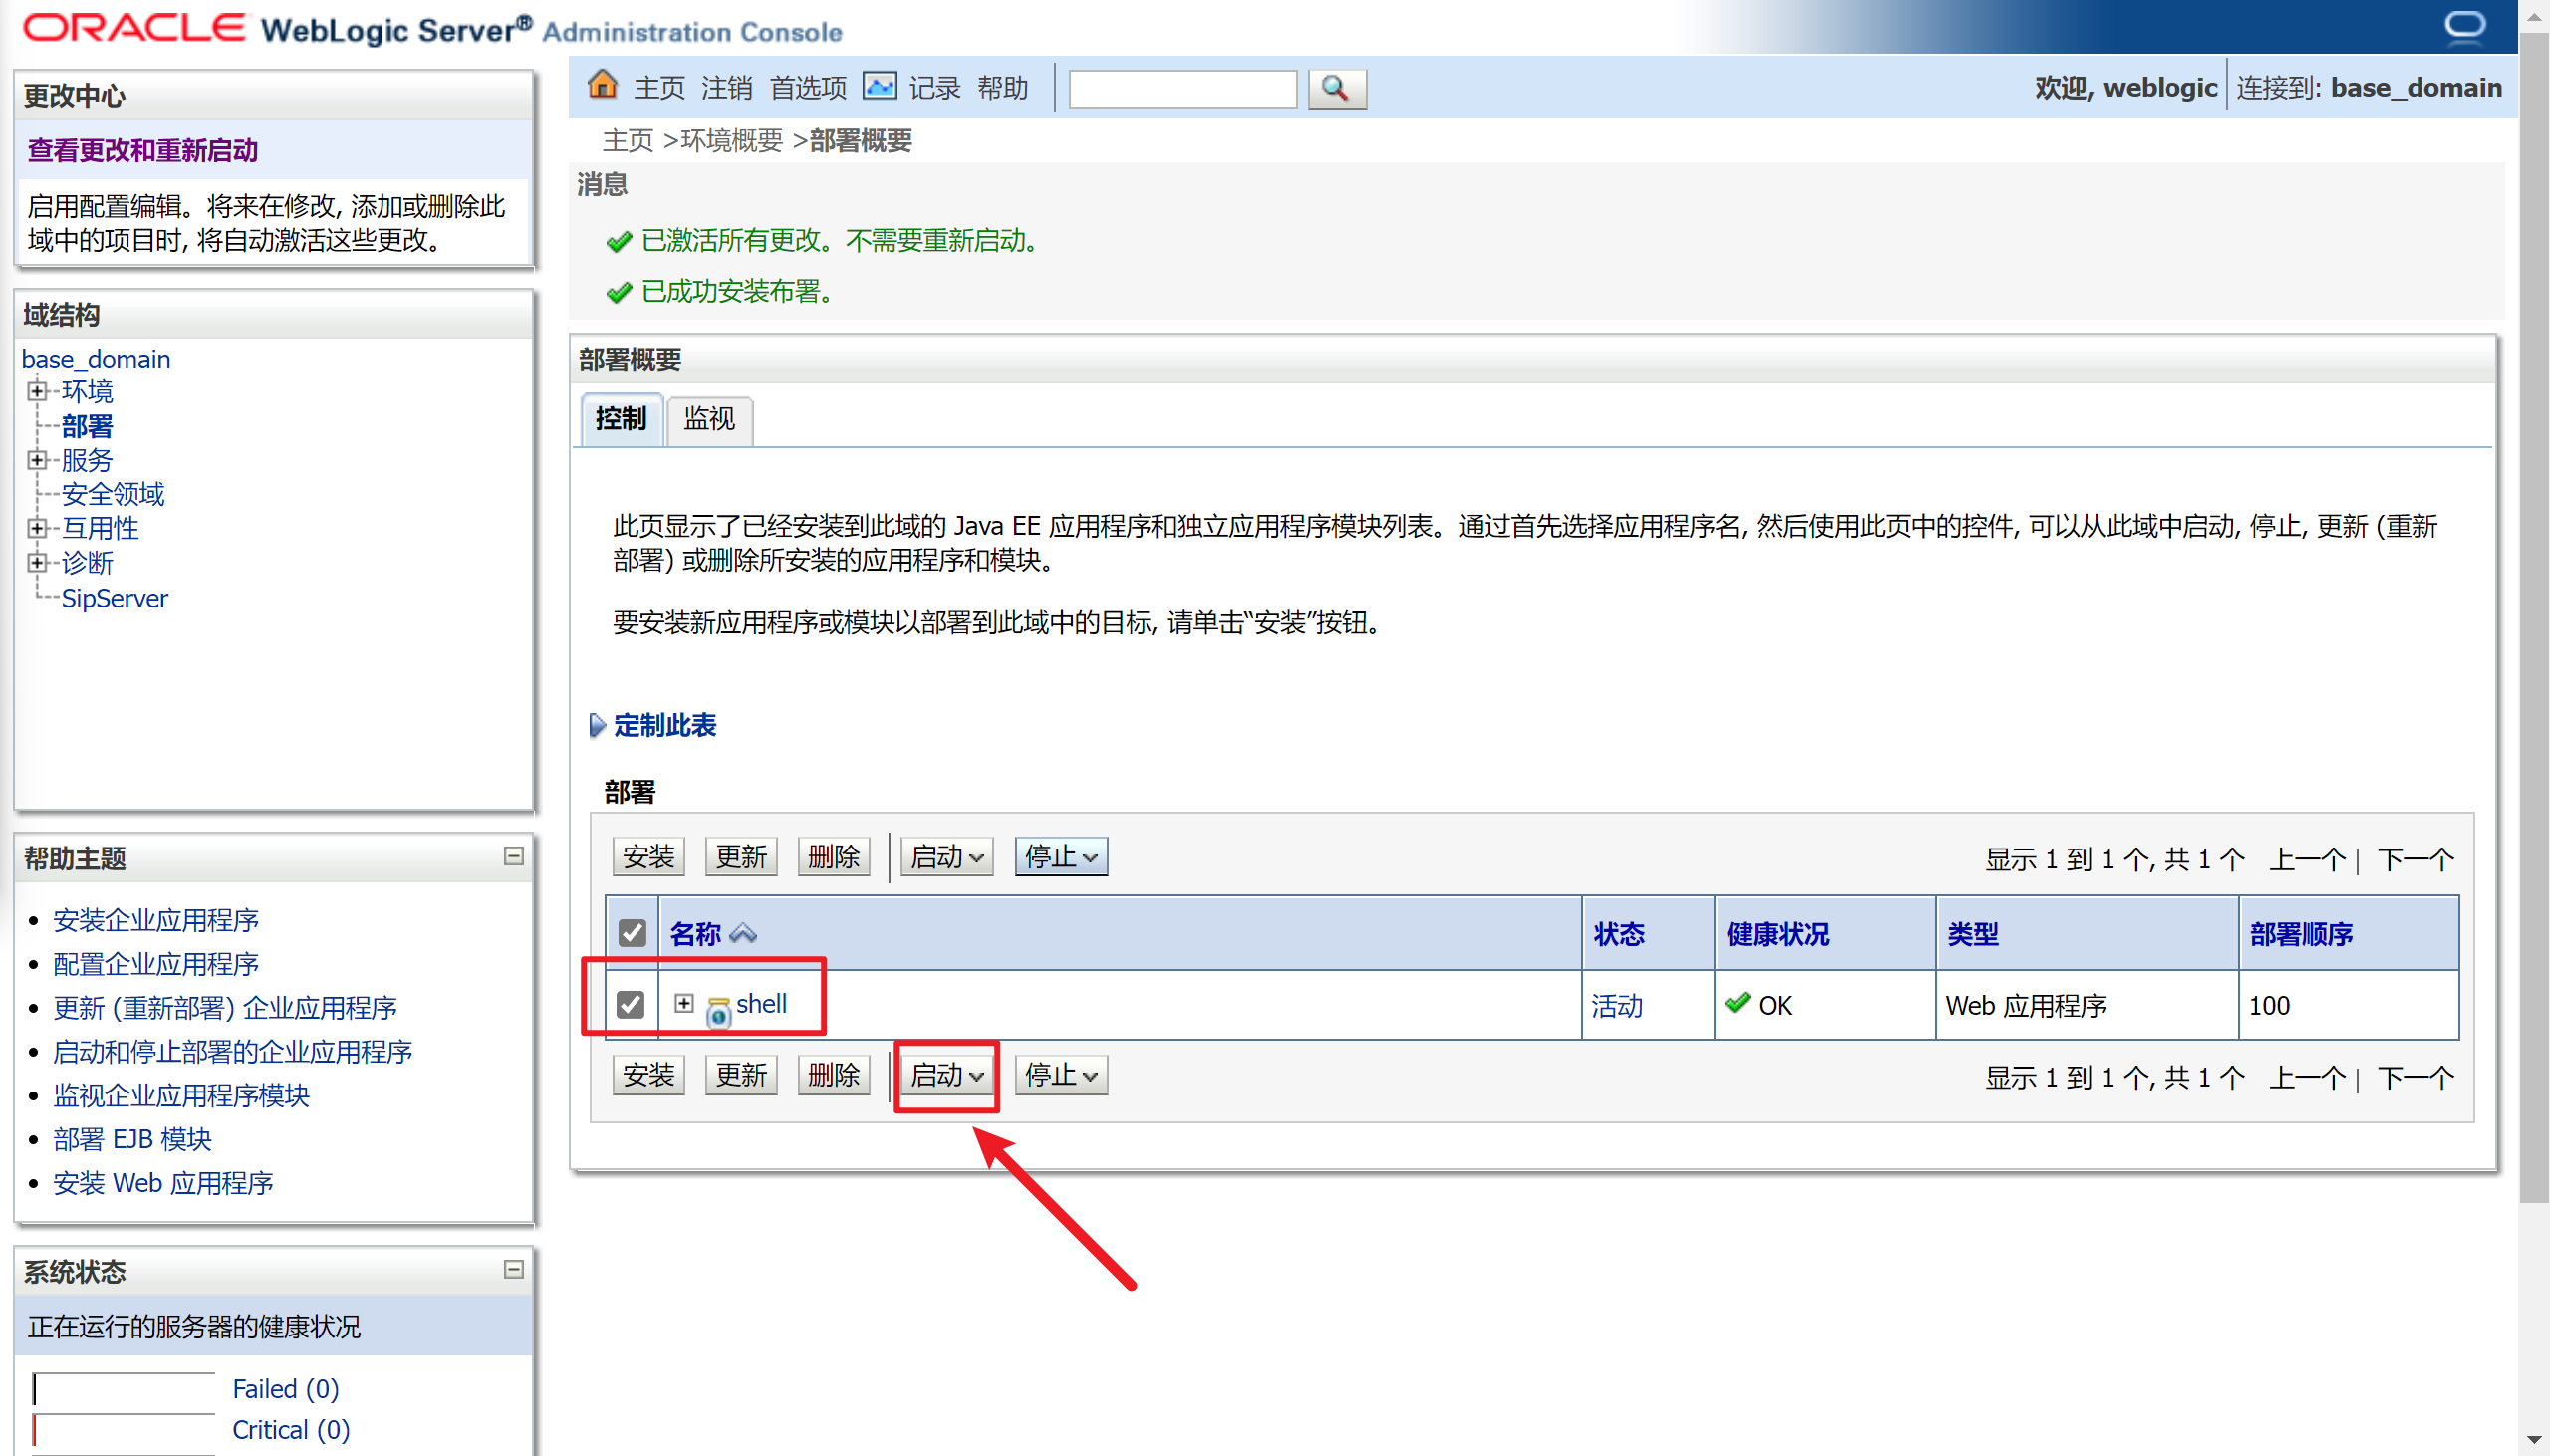 ORACLE WebLogic Server® Administration Console
更改中心
查看更改和重新启动
启用配置编辑。将来在修改, 添加或删除此
域中的项目时, 将自动激活这些更改。
域结构
base_domain
环境
部署
服务
安全领域
互用性
诊断
SipServer
帮助主题
安装企业应用程序
配置企业应用程序
更新 (重新部署) 企业应用程序
启动和停止部署的企业应用程序
监视企业应用程序模块
部署 EJB 模块
安装 Web 应用程序
系统状态
正在运行的服务器的健康状况
Failed (0)
Critical (0)
主页 注销 首选项 记录 帮助
欢迎, weblogic 连接到: base_domain
主页 >环境概要 >部署概要
消息
已激活所有更改。不需要重新启动。
已成功安装布署。
部署概要
控制 监视
此页显示了已经安装到此域的 Java EE 应用程序和独立应用程序模块列表。通过首先选择应用程序名, 然后使用此页中的控件, 可以从此域中启动, 停止, 更新 (重新
部署) 或删除所安装的应用程序和模块。
要安装新应用程序或模块以部署到此域中的目标, 请单击“安装”按钮。
定制此表
部署
安装 更新 删除 启动 停止 显示 1 到 1 个, 共 1 个 上一个 | 下一个
名称 状态 健康状况 类型 部署顺序
shell 活动 OK Web 应用程序 100
安装 更新 删除 启动 停止 显示 1 到 1 个, 共 1 个 上一个 | 下一个